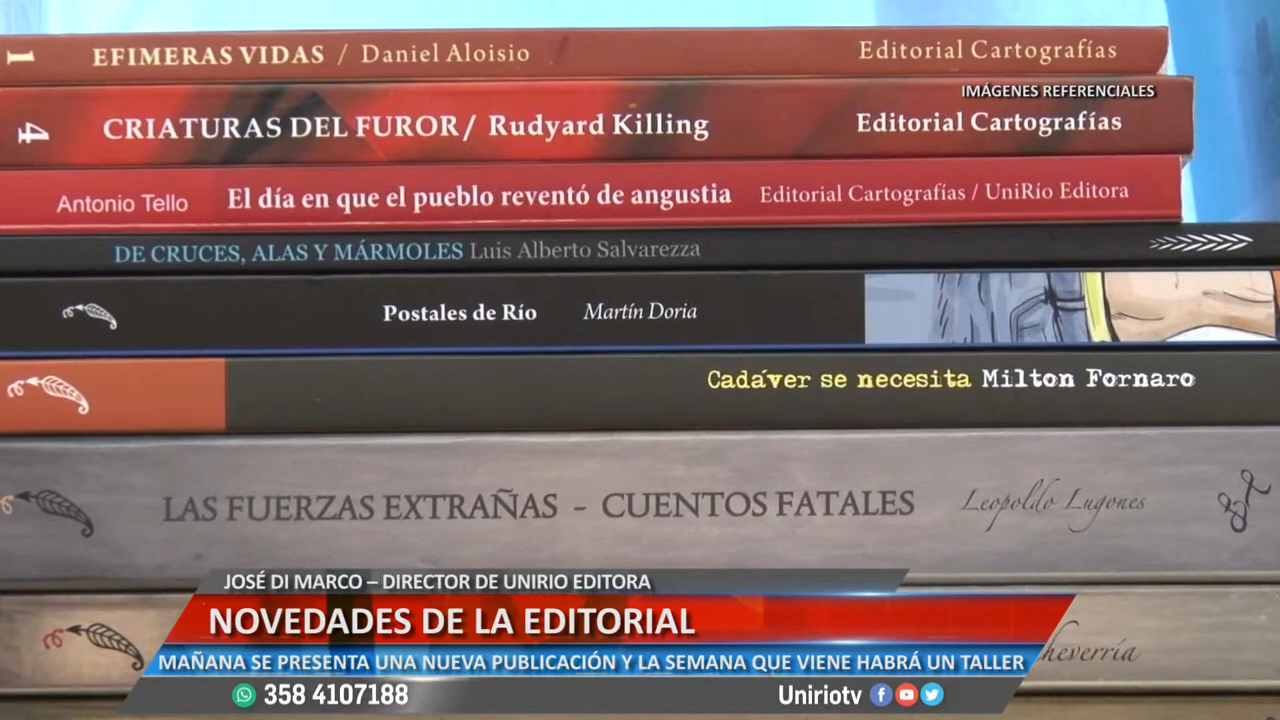 1 EFIMERAS VIDAS / Daniel Aloisio Editorial Cartografías
IMÁGENES REFERENCIALES
4 CRIATURAS DEL FUROR / Rudyard Killing Editorial Cartografías
Antonio Tello El día en que el pueblo reventó de angustia Editorial Cartografías / UniRío Editora
DE CRUCES, ALAS Y MÁRMOLES Luis Alberto Salvarezza
Postales de Río Martín Doria
Cadáver se necesita Milton Fornaro
LAS FUERZAS EXTRAÑAS - CUENTOS FATALES Leopoldo Lugones
JOSÉ DI MARCO – DIRECTOR DE UNIRIO EDITORA
NOVEDADES DE LA EDITORIAL
heverría
MAÑANA SE PRESENTA UNA NUEVA PUBLICACIÓN Y LA SEMANA QUE VIENE HABRÁ UN TALLER
358 4107188 Uniriotv